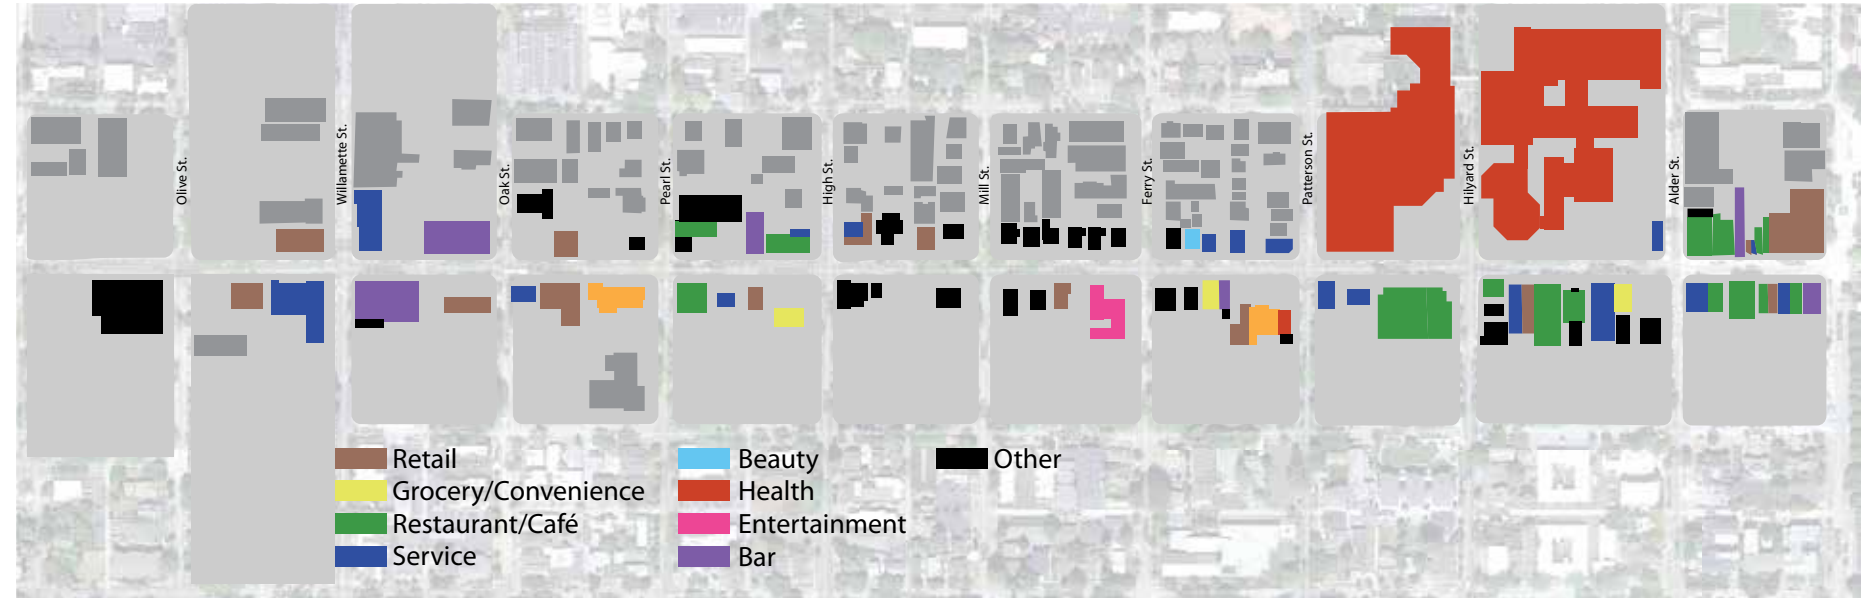 Olive St.
Willamette St.
Oak St.
Pearl St.
High St.
Mill St.
Ferry St.
Patterson St.
Hilyard St.
Alder St.
Retail
Grocery/Convenience
Restaurant/Café
Service
Beauty
Health
Entertainment
Bar
Other